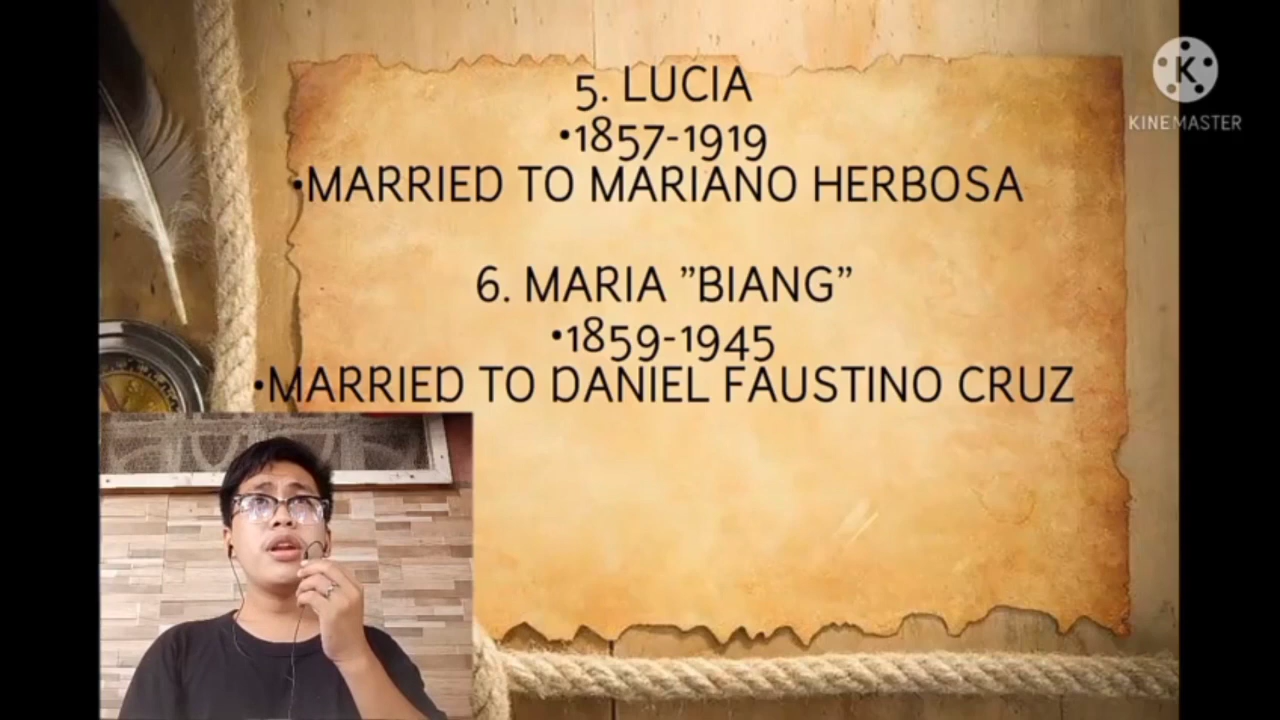 5. LUCIA
•1857-1919
•MARRIED TO MARIANO HERBOSA
6. MARIA "BIANG"
•1859-1945
•MARRIED TO DANIEL FAUSTINO CRUZ
K
KINEMASTER